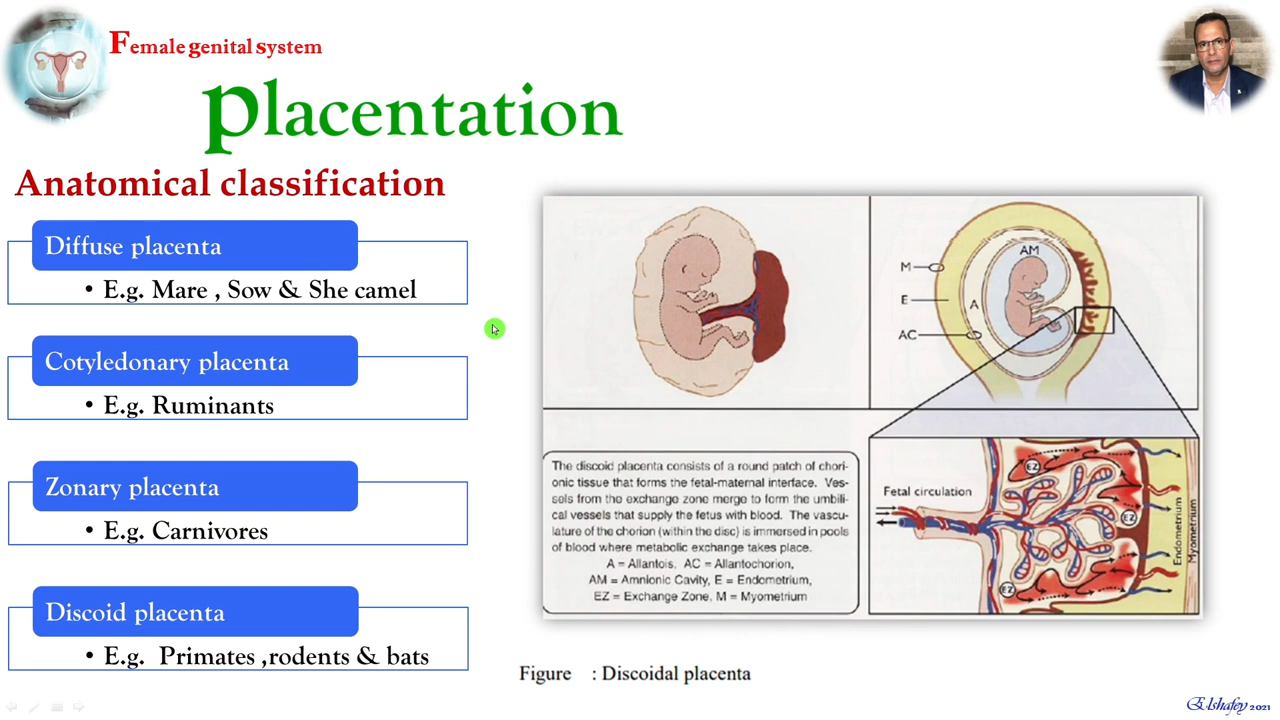 Female genital system
placentation
Anatomical classification
Diffuse placenta
• E.g. Mare , Sow & She camel
Cotyledonary placenta
• E.g. Ruminants
Zonary placenta
• E.g. Carnivores
Discoid placenta
• E.g. Primates ,rodents & bats
AM
M
E
A
AC
The discoid placenta consists of a round patch of chori-
onic tissue that forms the fetal-maternal interface. Ves-
sels from the exchange zone merge to form the umbili-
cal vessels that supply the fetus with blood. The vascu-
lature of the chorion (within the disc) is immersed in pools
of blood where metabolic exchange takes place.
A = Allantois, AC = Allantochorion,
AM = Amnionic Cavity, E = Endometrium,
EZ = Exchange Zone, M = Myometrium
Fetal circulation
EZ
EZ
EZ
Endometrium
Myometrium
Figure : Discoidal placenta
Elshafey 2021